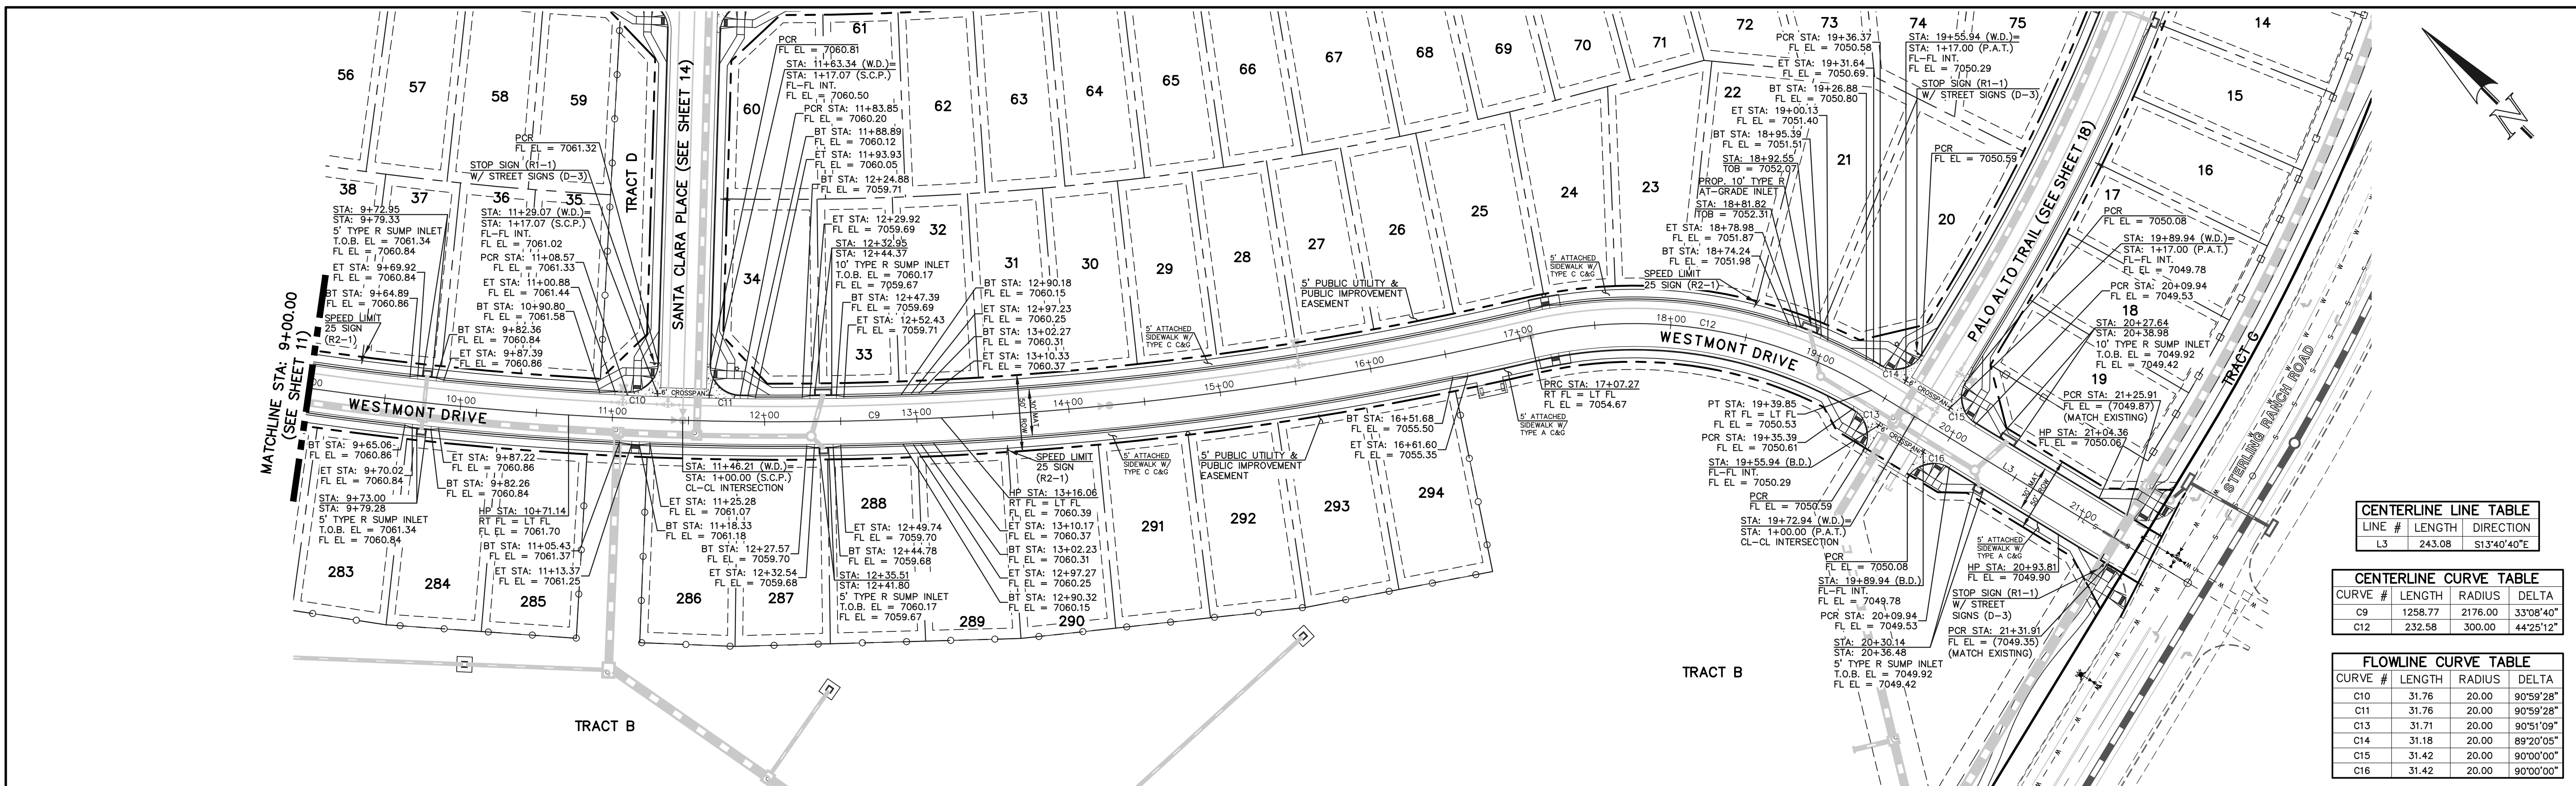 MATCHLINE STA: 9+00.00
(SEE SHEET 11)
56
57
58
59
TRACT D
SANTA CLARA PLACE (SEE SHEET 14)
60
61
62
63
64
65
66
67
68
69
70
71
72
73
74
75
14
15
16
17
18
19
20
21
22
23
24
25
26
27
28
29
30
31
32
33
34
35
36
37
38
STA: 9+72.95
STA: 9+79.33
5' TYPE R SUMP INLET
T.O.B. EL = 7061.34
FL EL = 7060.84
ET STA: 9+69.92
FL EL = 7060.84
BT STA: 9+64.89
FL EL = 7060.86
SPEED LIMIT
25 SIGN
(R2-1)
PCR
FL EL = 7061.32
STOP SIGN (R1-1)
W/ STREET SIGNS (D-3)
STA: 11+29.07 (W.D.)=
STA: 1+17.07 (S.C.P.)
FL-FL INT.
FL EL = 7061.02
PCR STA: 11+08.57
FL EL = 7061.33
ET STA: 11+00.88
FL EL = 7061.44
BT STA: 10+90.80
FL EL = 7061.58
BT STA: 9+82.36
FL EL = 7060.84
ET STA: 9+87.39
FL EL = 7060.86
PCR
FL EL = 7060.81
STA: 11+63.34 (W.D.)=
STA: 1+17.07 (S.C.P.)
FL-FL INT.
FL EL = 7060.50
PCR STA: 11+83.85
FL EL = 7060.20
BT STA: 11+88.89
FL EL = 7060.12
ET STA: 11+93.93
FL EL = 7060.05
BT STA: 12+24.88
FL EL = 7059.71
ET STA: 12+29.92
FL EL = 7059.69
STA: 12+32.95
STA: 12+44.37
10' TYPE R SUMP INLET
T.O.B. EL = 7060.17
FL EL = 7059.67
BT STA: 12+47.39
FL EL = 7059.69
ET STA: 12+52.43
FL EL = 7059.71
BT STA: 12+90.18
FL EL = 7060.15
ET STA: 12+97.23
FL EL = 7060.25
BT STA: 13+02.27
FL EL = 7060.31
ET STA: 13+10.33
FL EL = 7060.37
5' ATTACHED
SIDEWALK W/
TYPE C C&G
5' PUBLIC UTILITY &
PUBLIC IMPROVEMENT
EASEMENT
5' ATTACHED
SIDEWALK W/
TYPE C C&G
SPEED LIMIT
25 SIGN (R2-1)
PCR STA: 19+36.37
FL EL = 7050.58
ET STA: 19+31.64
FL EL = 7050.69
BT STA: 19+26.88
FL EL = 7050.80
ET STA: 19+00.13
FL EL = 7051.40
BT STA: 18+95.39
FL EL = 7051.51
STA: 18+92.55
TOB = 7052.07
PROP. 10' TYPE R
AT-GRADE INLET
STA: 18+81.82
TOB = 7052.31
ET STA: 18+78.98
FL EL = 7051.87
BT STA: 18+74.24
FL EL = 7051.98
STA: 19+55.94 (W.D.)=
STA: 1+17.00 (P.A.T.)
FL-FL INT.
FL EL = 7050.29
STOP SIGN (R1-1)
W/ STREET SIGNS (D-3)
PCR
FL EL = 7050.59
PALO ALTO TRAIL (SEE SHEET 18)
PCR
FL EL = 7050.08
STA: 19+89.94 (W.D.)=
STA: 1+17.00 (P.A.T.)
FL-FL INT.
FL EL = 7049.78
PCR STA: 20+09.94
FL EL = 7049.53
STA: 20+27.64
STA: 20+38.98
10' TYPE R SUMP INLET
T.O.B. EL = 7049.92
FL EL = 7049.42
PCR STA: 21+25.91
FL EL = (7049.87)
(MATCH EXISTING)
HP STA: 21+04.36
FL EL = 7050.06
TRACT G
STERLING RANCH ROAD
N
WESTMONT DRIVE
10+00
11+00
C10
6' CROSSPAN
C11
12+00
C9
13+00
14+00
15+00
16+00
17+00
18+00
C12
WESTMONT DRIVE
19+00
C14
6' CROSSPAN
C15
C13
6' CROSSPAN
C16
20+00
L3
21+00
30' MAT
50' ROW
30' MAT
50' ROW
BT STA: 9+65.06
FL EL = 7060.86
ET STA: 9+70.02
FL EL = 7060.84
STA: 9+73.00
STA: 9+79.28
5' TYPE R SUMP INLET
T.O.B. EL = 7061.34
FL EL = 7060.84
ET STA: 9+87.22
FL EL = 7060.86
BT STA: 9+82.26
FL EL = 7060.84
HP STA: 10+71.14
RT FL = LT FL
FL EL = 7061.70
BT STA: 11+05.43
FL EL = 7061.37
ET STA: 11+13.37
FL EL = 7061.25
STA: 11+46.21 (W.D.)=
STA: 1+00.00 (S.C.P.)
CL-CL INTERSECTION
ET STA: 11+25.28
FL EL = 7061.07
BT STA: 11+18.33
FL EL = 7061.18
BT STA: 12+27.57
FL EL = 7059.70
ET STA: 12+32.54
FL EL = 7059.68
ET STA: 12+49.74
FL EL = 7059.70
BT STA: 12+44.78
FL EL = 7059.68
STA: 12+35.51
STA: 12+41.80
5' TYPE R SUMP INLET
T.O.B. EL = 7060.17
FL EL = 7059.67
SPEED LIMIT
25 SIGN
(R2-1)
HP STA: 13+16.06
RT FL = LT FL
FL EL = 7060.39
ET STA: 13+10.17
FL EL = 7060.37
BT STA: 13+02.23
FL EL = 7060.31
ET STA: 12+97.27
FL EL = 7060.25
BT STA: 12+90.32
FL EL = 7060.15
5' ATTACHED
SIDEWALK W/
TYPE C C&G
5' PUBLIC UTILITY &
PUBLIC IMPROVEMENT
EASEMENT
BT STA: 16+51.68
FL EL = 7055.50
ET STA: 16+61.60
FL EL = 7055.35
PRC STA: 17+07.27
RT FL = LT FL
FL EL = 7054.67
5' ATTACHED
SIDEWALK W/
TYPE A C&G
PT STA: 19+39.85
RT FL = LT FL
FL EL = 7050.53
PCR STA: 19+35.39
FL EL = 7050.61
STA: 19+55.94 (B.D.)
FL-FL INT.
FL EL = 7050.29
PCR
FL EL = 7050.59
STA: 19+72.94 (W.D.)=
STA: 1+00.00 (P.A.T.)
CL-CL INTERSECTION
PCR
FL EL = 7050.08
STA: 19+89.94 (B.D.)
FL-FL INT.
FL EL = 7049.78
PCR STA: 20+09.94
FL EL = 7049.53
STA: 20+30.14
STA: 20+36.48
5' TYPE R SUMP INLET
T.O.B. EL = 7049.92
FL EL = 7049.42
5' ATTACHED
SIDEWALK W/
TYPE A C&G
HP STA: 20+93.81
FL EL = 7049.90
STOP SIGN (R1-1)
W/ STREET
SIGNS (D-3)
PCR STA: 21+31.91
FL EL = (7049.35)
(MATCH EXISTING)
283
284
285
286
287
288
289
290
291
292
293
294
TRACT B
TRACT B
CENTERLINE LINE TABLE
LINE # LENGTH DIRECTION
L3 243.08 S13°40'40"E
CENTERLINE CURVE TABLE
CURVE # LENGTH RADIUS DELTA
C9 1258.77 2176.00 33°08'40"
C12 232.58 300.00 44°25'12"
FLOWLINE CURVE TABLE
CURVE # LENGTH RADIUS DELTA
C10 31.76 20.00 90°59'28"
C11 31.76 20.00 90°59'28"
C13 31.71 20.00 90°51'09"
C14 31.18 20.00 89°20'05"
C15 31.42 20.00 90°00'00"
C16 31.42 20.00 90°00'00"